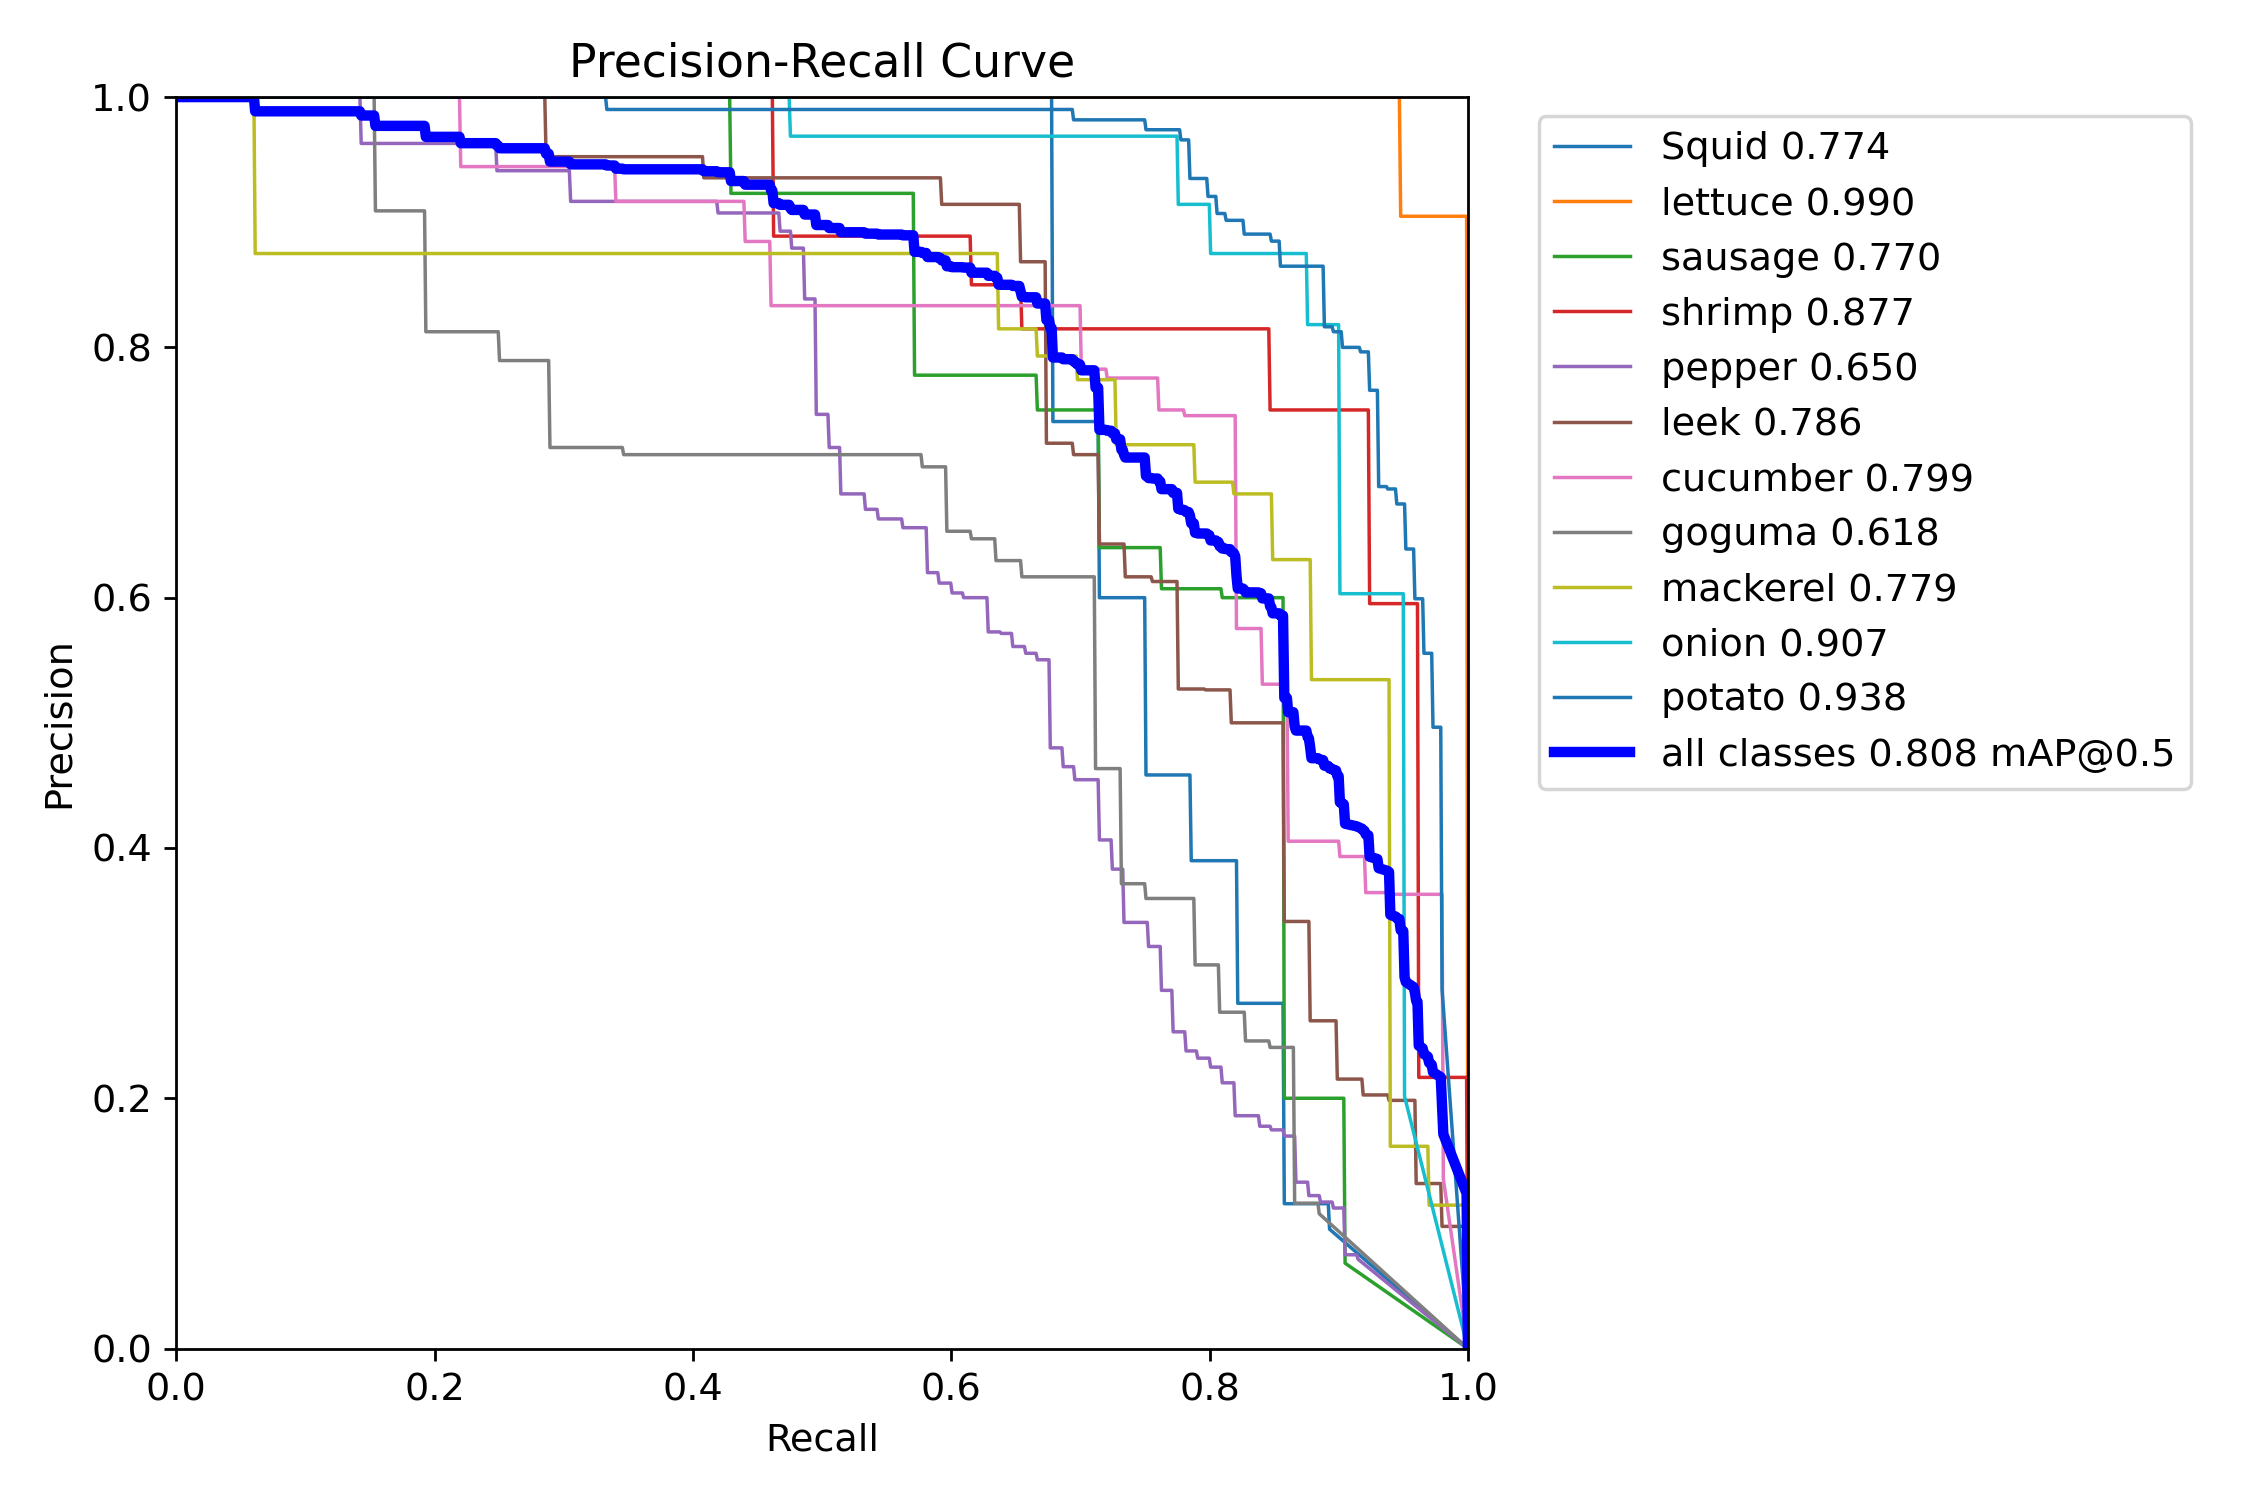 Precision-Recall Curve
1.0
0.8
0.6
0.4
0.2
0.0
Precision
0.0 0.2 0.4 0.6 0.8 1.0
Recall
Squid 0.774
lettuce 0.990
sausage 0.770
shrimp 0.877
pepper 0.650
leek 0.786
cucumber 0.799
goguma 0.618
mackerel 0.779
onion 0.907
potato 0.938
all classes 0.808 mAP@0.5